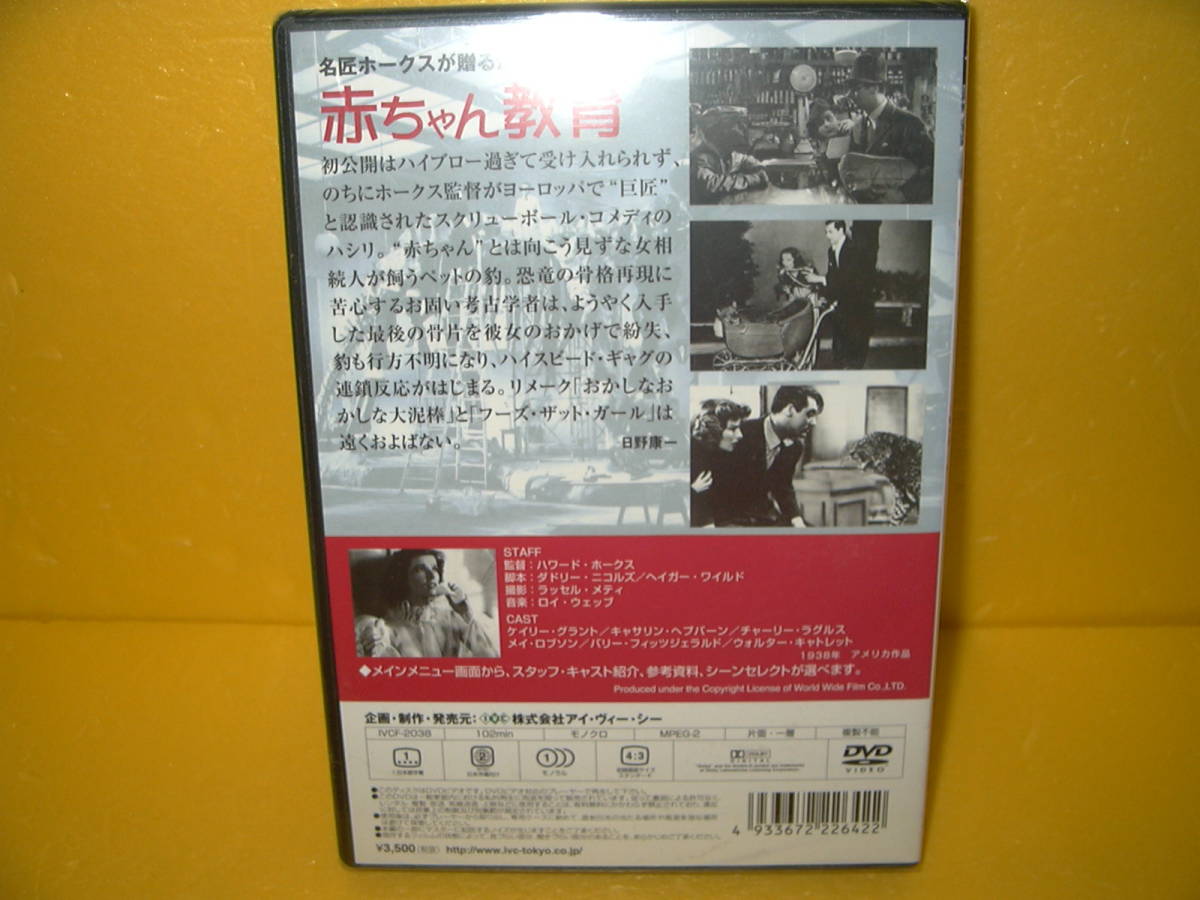 名匠ホークスが贈る
赤ちゃん教育
初公開はハイブロー過ぎて受け入れられず、
のちにホークス監督がヨーロッパで“巨匠”
と認識されたスクリューボール・コメディの
ハシリ。“赤ちゃん”とは向こう見ずな女相
続人が飼うペットの豹。恐竜の骨格再現に
苦心するお固い考古学者は、ようやく入手
した最後の骨片を彼女のおかげで紛失、
豹も行方不明になり、ハイスピード・ギャグの
連鎖反応がはじまる。リメーク「おかしなお
かしな大泥棒」と「フーズ・ザット・ガール」は
遠くおよばない。
日野康一
STAFF
監督：ハワード・ホークス
脚本：ダドリー・ニコルズ／ヘイガー・ワイルド
撮影：ラッセル・メティ
音楽：ロイ・ウェッブ
CAST
ケイリー・グラント／キャサリン・ヘプバーン／チャーリー・ラグルス
メイ・ロブソン／バリー・フィッツジェラルド／ウォルター・キャトレット
1938年 アメリカ作品
◆メインメニュー画面から、スタッフ・キャスト紹介、参考資料、シーンセレクトが選べます。
Produced under the Copyright License of World Wide Film Co.,LTD.
企画・制作・発売元：IVC 株式会社アイ・ヴィー・シー
IVCF-2038 102min モノクロ MPEG-2 片面・一層 複製不能
1 2 1 4:3 DOLBY DIGITAL DVD VIDEO
モノラル スタンダード
4 933672 226422
¥3,500(税抜) http://www.ivc-tokyo.co.jp/